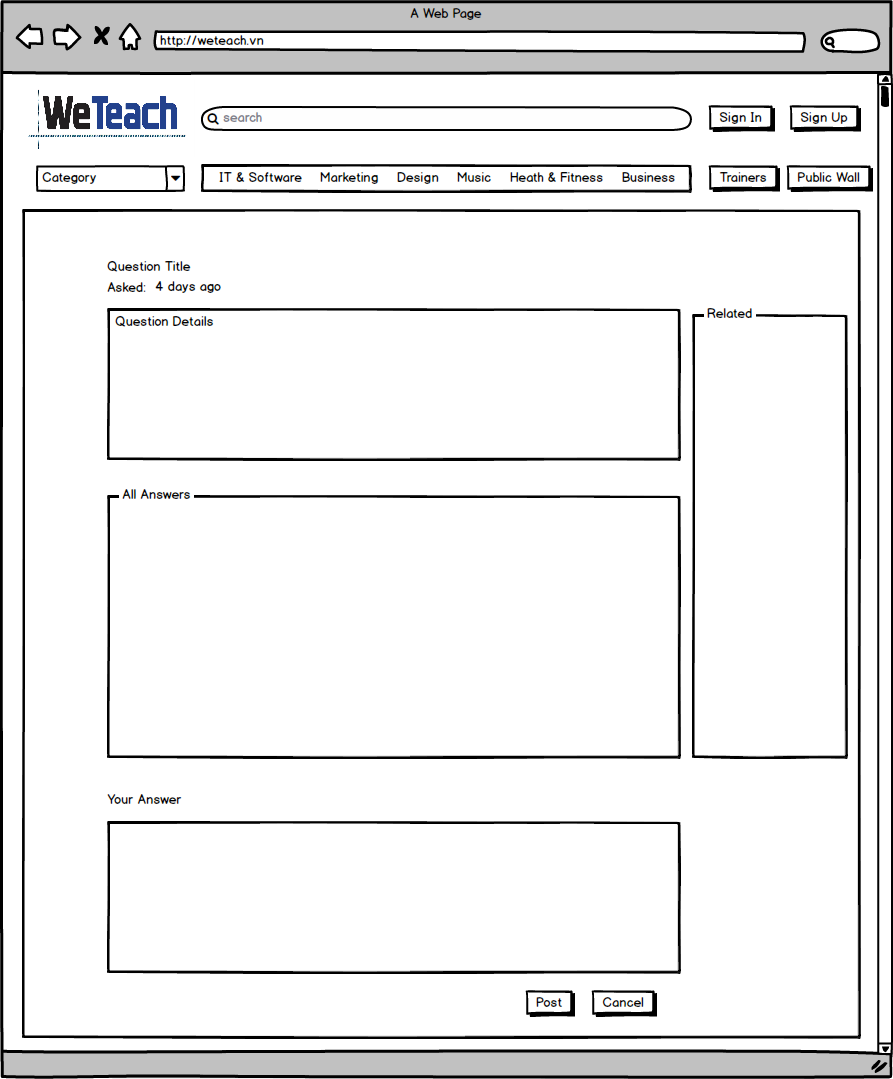 A Web Page
http://weteach.vn
WeTeach
search
Sign In
Sign Up
Category
IT & Software Marketing Design Music Heath & Fitness Business
Trainers
Public Wall
Question Title
Asked: 4 days ago
Question Details
Related
All Answers
Your Answer
Post
Cancel